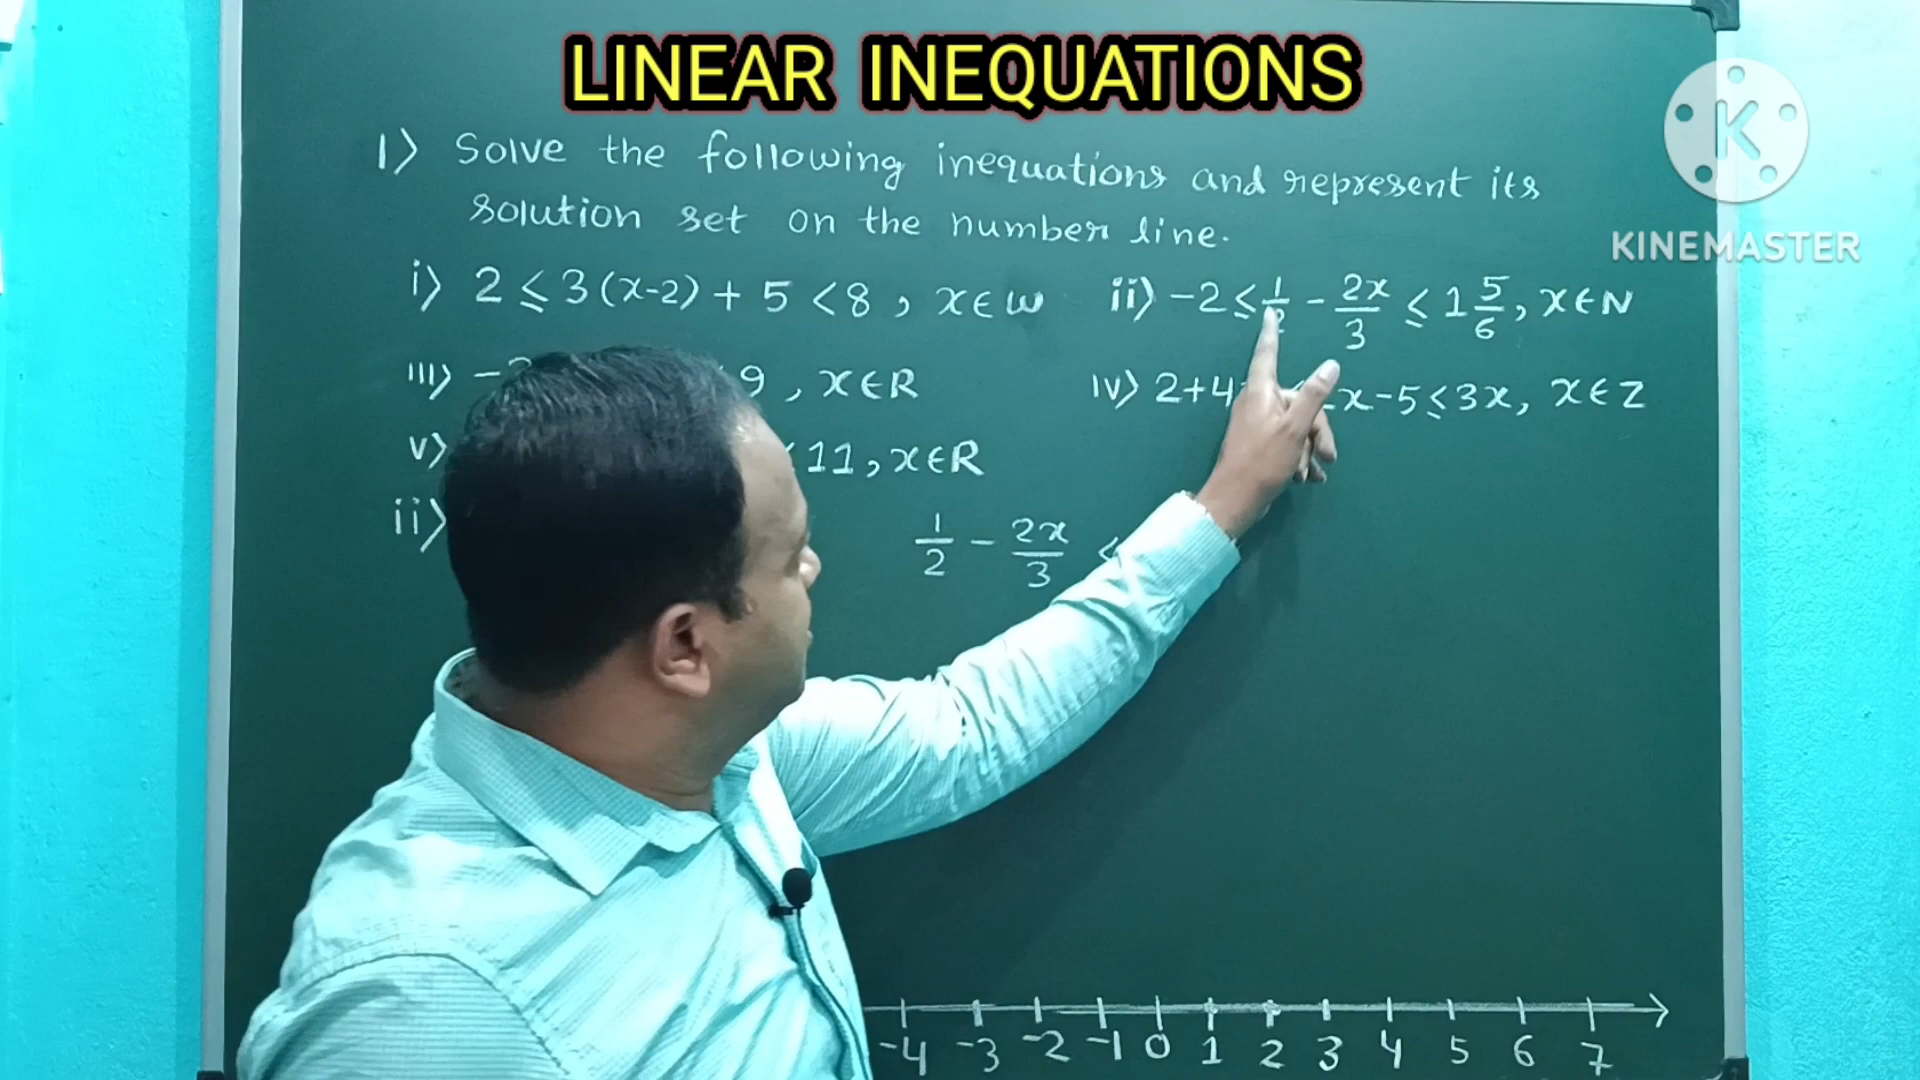 LINEAR INEQUATIONS
K
KINEMASTER
1) Solve the following inequations and represent its
solution set on the number line.
i) 2 ≤ 3(x-2) + 5 < 8 , x∈W
ii) -2 ≤ 1/2 - 2x/3 ≤ 1 5/6, x∈N
iii) 9 , x∈R
iv) 2+4 x-5≤3x, x∈Z
v) 11, x∈R
ii) 1/2 - 2x/3
-4 -3 -2 -1 0 1 2 3 4 5 6 7